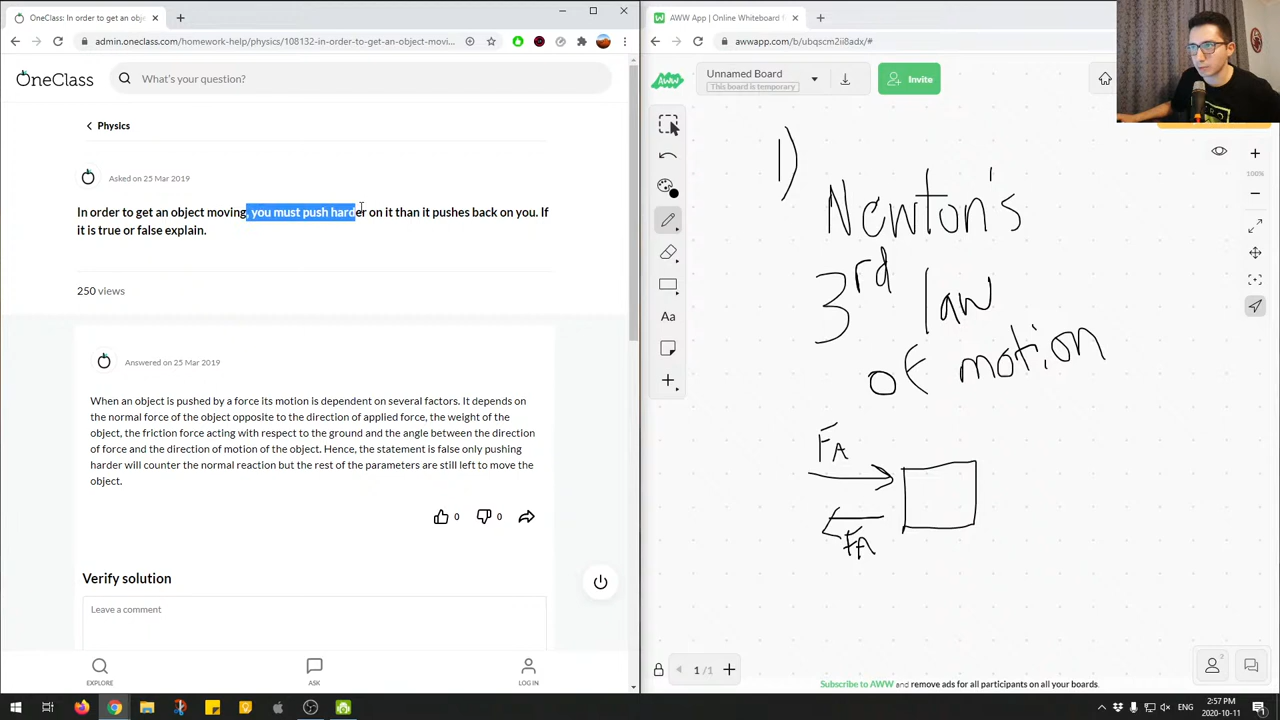 OneClass: In order to get an obje
AWW App | Online Whiteboard f
admin.oneclass.com/homework-help/physics/108132-in-order-to-get-an-object-movi...
awwapp.com/b/ubqscm2ii8adx/#
OneClass
What's your question?
Physics
Asked on 25 Mar 2019
In order to get an object moving, you must push harder on it than it pushes back on you. If
it is true or false explain.
250 views
Answered on 25 Mar 2019
When an object is pushed by a force its motion is dependent on several factors. It depends on
the normal force of the object opposite to the direction of applied force, the weight of the
object, the friction force acting with respect to the ground and the angle between the direction
of force and the direction of motion of the object. Hence, the statement is false only pushing
harder will counter the normal reaction but the rest of the parameters are still left to move the
object.
0
0
Verify solution
Leave a comment
EXPLORE
ASK
LOG IN
AWW
Unnamed Board
This board is temporary
Invite
100%
Aa
1)
Newton's
3rd law
of motion
FA
FA
1 / 1
?
Subscribe to AWW and remove ads for all participants on all your boards.
ENG
2:57 PM
2020-10-11
1